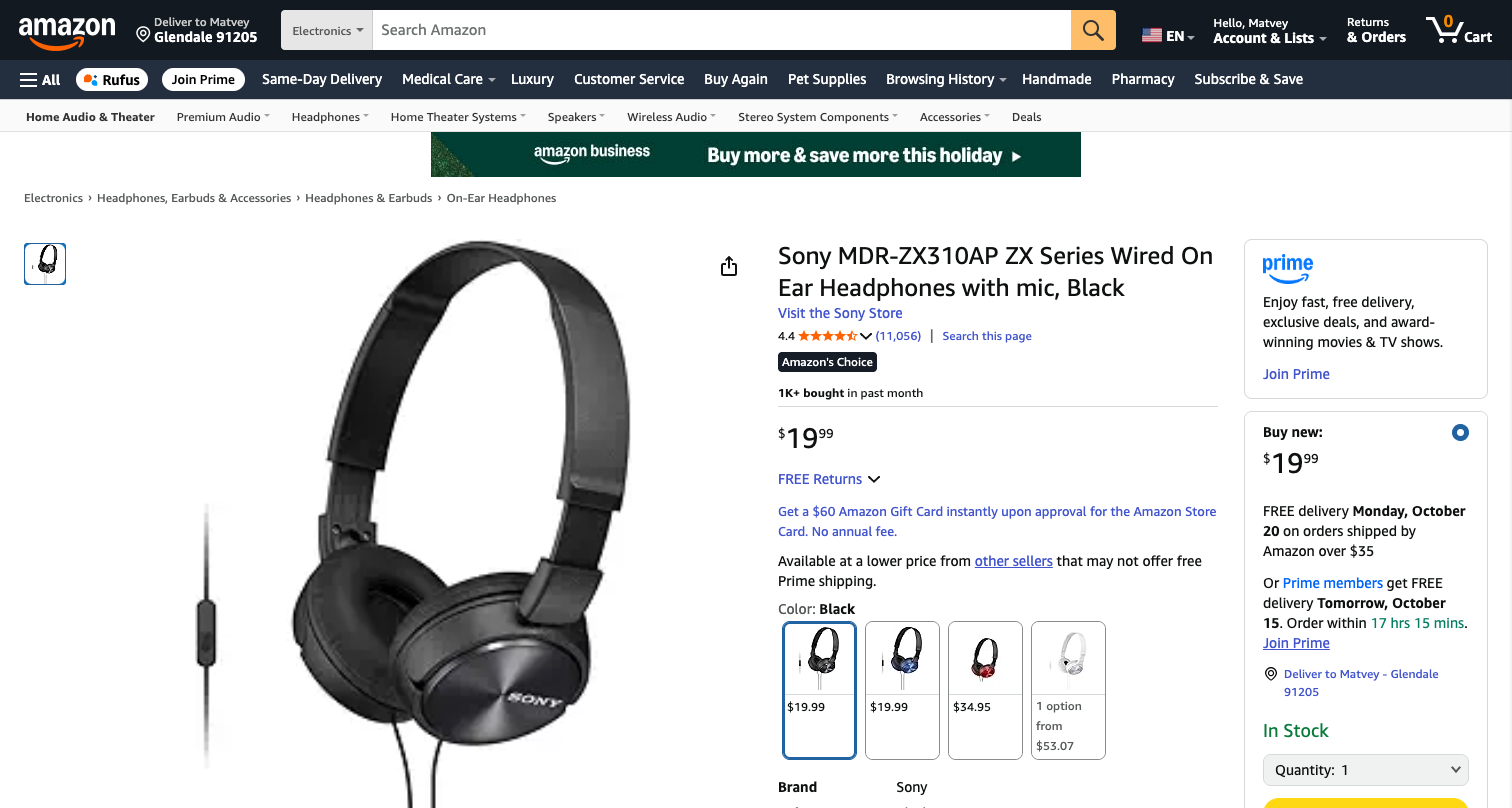 amazon
Deliver to Matvey
Glendale 91205
Electronics
Search Amazon
EN
Hello, Matvey
Account & Lists
Returns
& Orders
0
Cart
All
Rufus
Join Prime
Same-Day Delivery
Medical Care
Luxury
Customer Service
Buy Again
Pet Supplies
Browsing History
Handmade
Pharmacy
Subscribe & Save
Home Audio & Theater
Premium Audio
Headphones
Home Theater Systems
Speakers
Wireless Audio
Stereo System Components
Accessories
Deals
amazon business
Buy more & save more this holiday
Electronics › Headphones, Earbuds & Accessories › Headphones & Earbuds › On-Ear Headphones
SONY
Sony MDR-ZX310AP ZX Series Wired On
Ear Headphones with mic, Black
Visit the Sony Store
4.4 (11,056) | Search this page
Amazon's Choice
1K+ bought in past month
$19.99
FREE Returns
Get a $60 Amazon Gift Card instantly upon approval for the Amazon Store
Card. No annual fee.
Available at a lower price from other sellers that may not offer free
Prime shipping.
Color: Black
$19.99
$19.99
$34.95
1 option
from
$53.07
Brand Sony
prime
Enjoy fast, free delivery,
exclusive deals, and award-
winning movies & TV shows.
Join Prime
Buy new:
$19.99
FREE delivery Monday, October
20 on orders shipped by
Amazon over $35
Or Prime members get FREE
delivery Tomorrow, October
15. Order within 17 hrs 15 mins.
Join Prime
Deliver to Matvey - Glendale
91205
In Stock
Quantity: 1